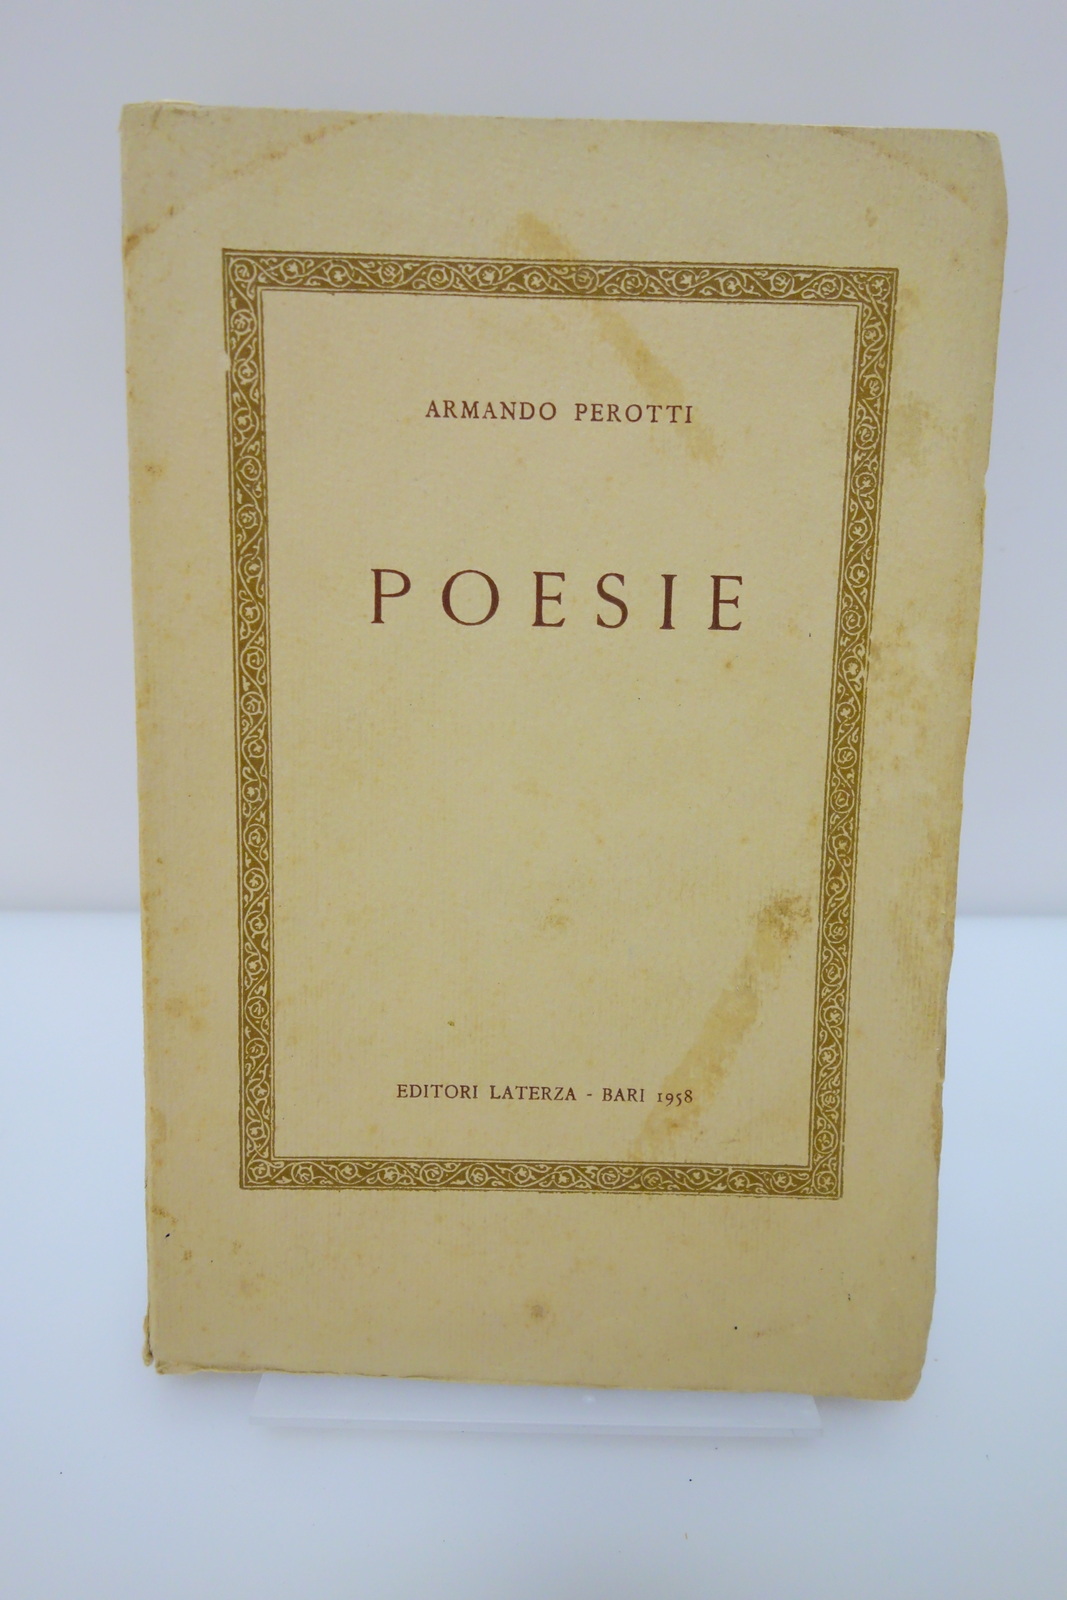 ARMANDO PEROTTI
POESIE
EDITORI LATERZA - BARI 1958